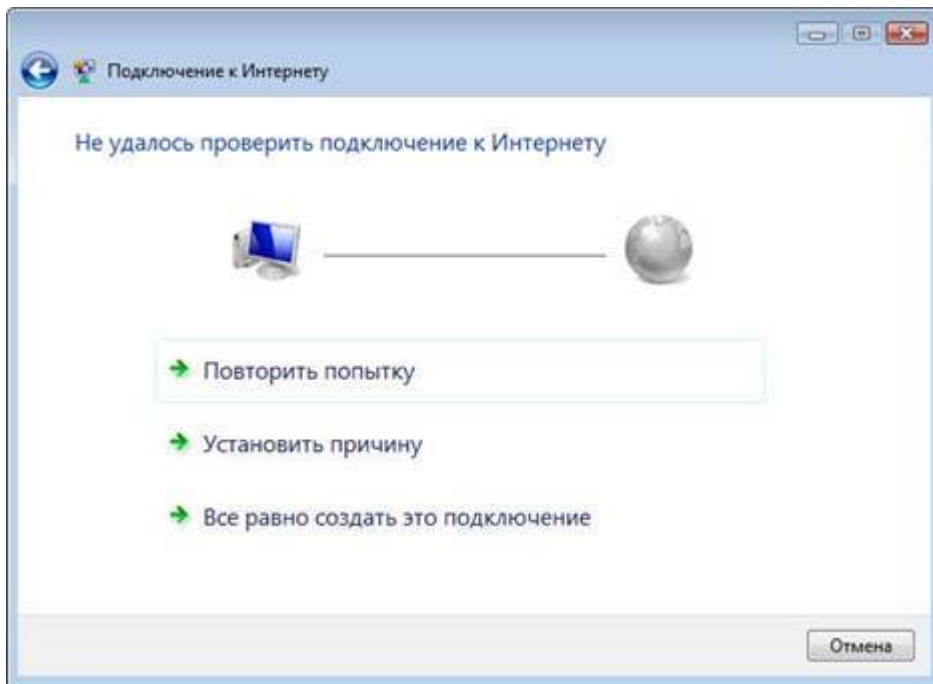 Подключение к Интернету
Не удалось проверить подключение к Интернету
Повторить попытку
Установить причину
Все равно создать это подключение
Отмена